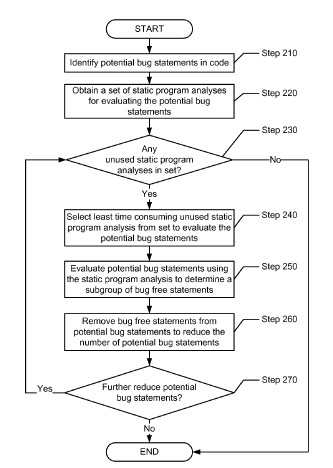 START
Identify potential bug statements in code
Step 210
Obtain a set of static program analyses
for evaluating the potential bug
statements
Step 220
Any
unused static program
analyses in set?
Step 230
No
Yes
Select least time consuming unused static
program analysis from set to evaluate the
potential bug statements
Step 240
Evaluate potential bug statements using
the static program analysis to determine a
subgroup of bug free statements
Step 250
Remove bug free statements from
potential bug statements to reduce the
number of potential bug statements
Step 260
Further reduce potential
bug statements?
Step 270
Yes
No
END